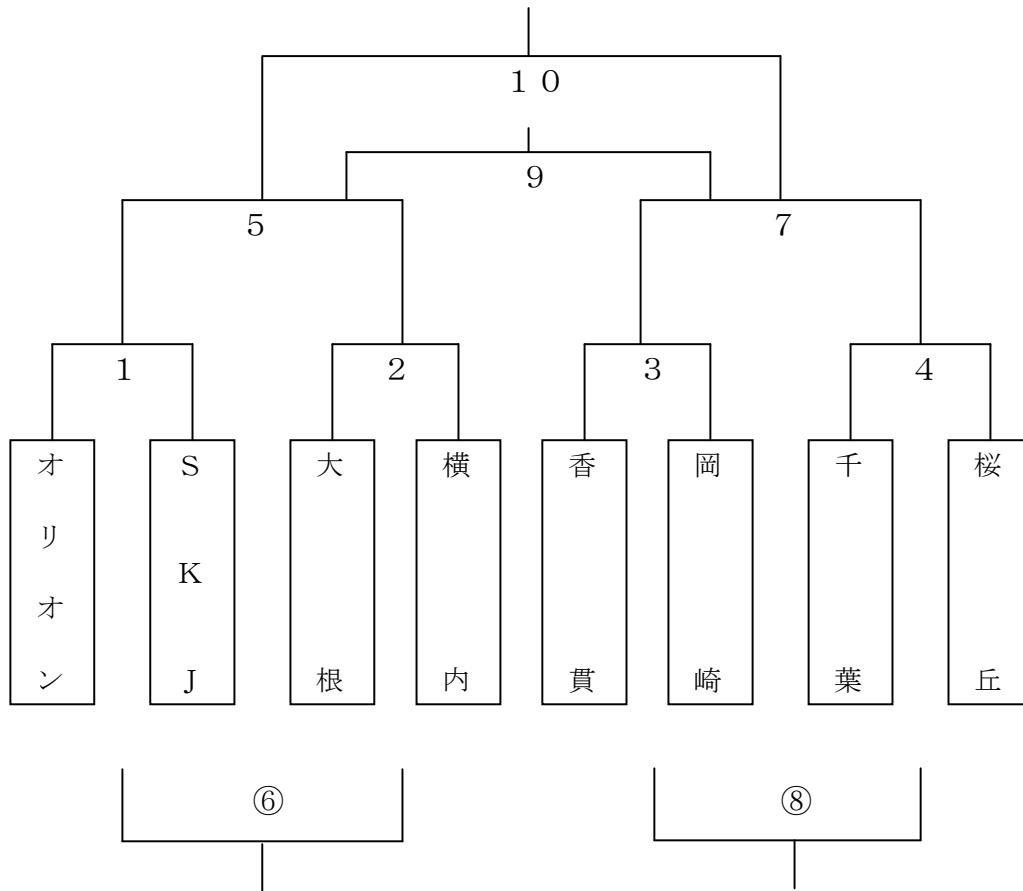 １０
９
５
７
１
２
３
４
オリオン
ＳＫＪ
大根
横内
香貫
岡崎
千葉
桜丘
⑥
⑧